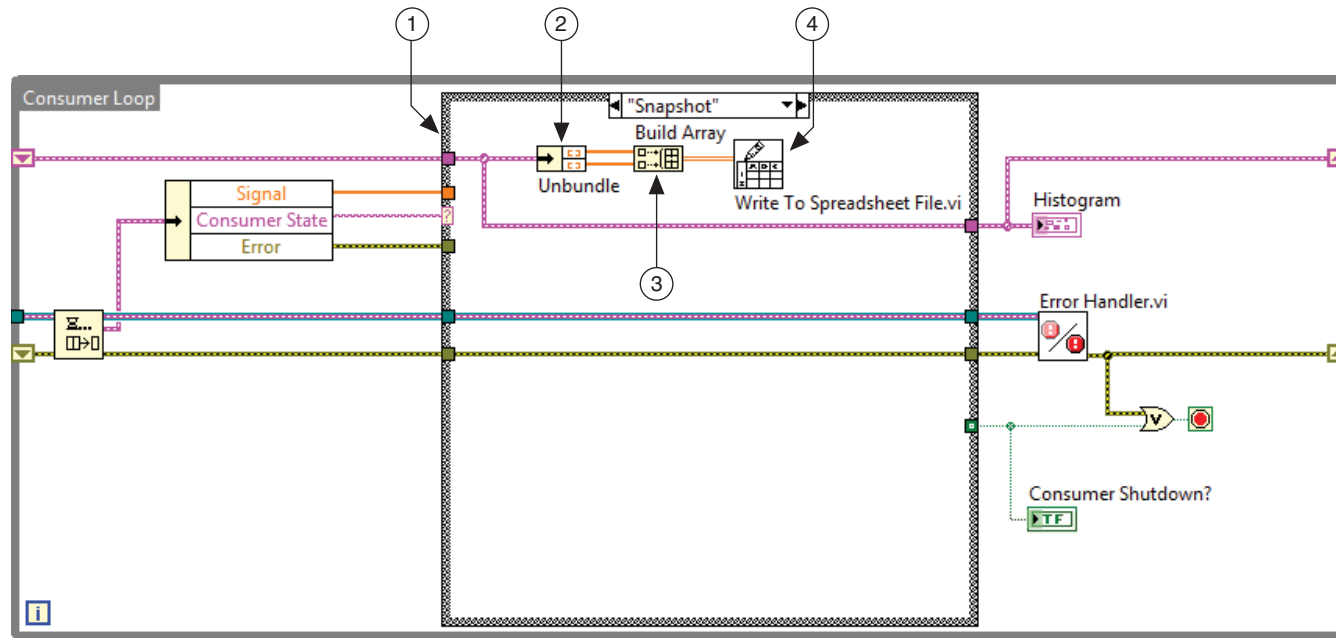 1
2
4
Consumer Loop
"Snapshot"
Build Array
Unbundle
Write To Spreadsheet File.vi
Signal
Consumer State
Error
?
3
Histogram
Error Handler.vi
V
Consumer Shutdown?
TF
i